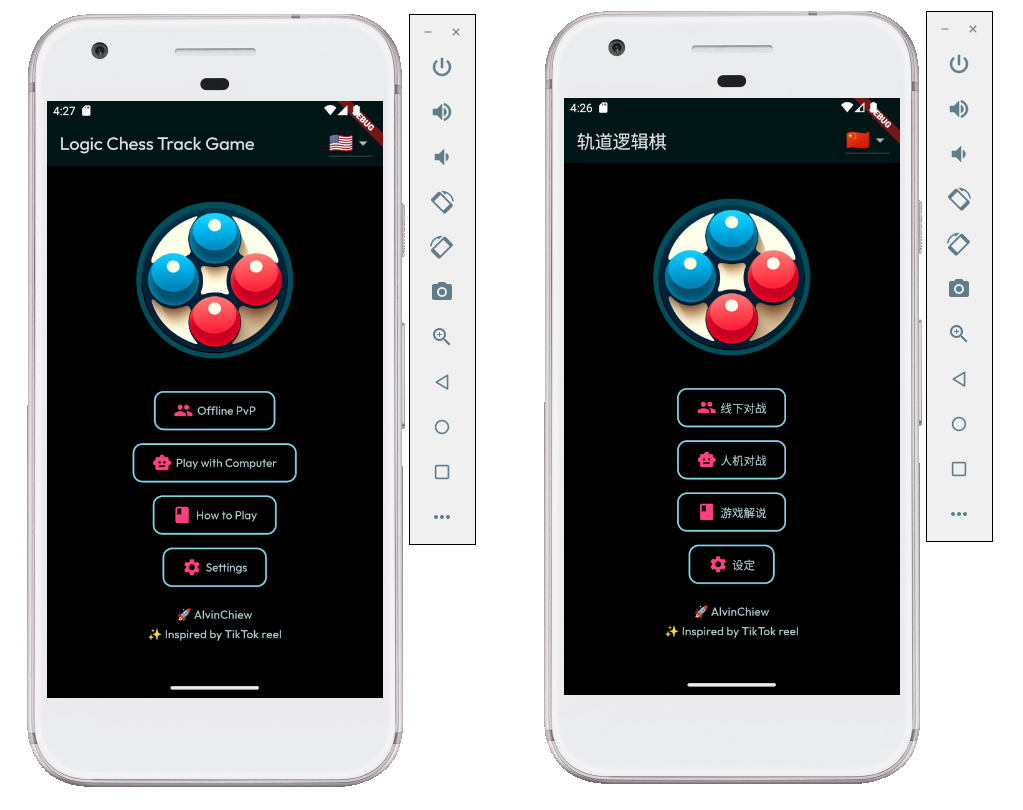 4:27
DEBUG
Logic Chess Track Game
Offline PvP
Play with Computer
How to Play
Settings
🚀 AlvinChiew
✨ Inspired by TikTok reel
4:26
DEBUG
轨道逻辑棋
线下对战
人机对战
游戏解说
设定
🚀 AlvinChiew
✨ Inspired by TikTok reel